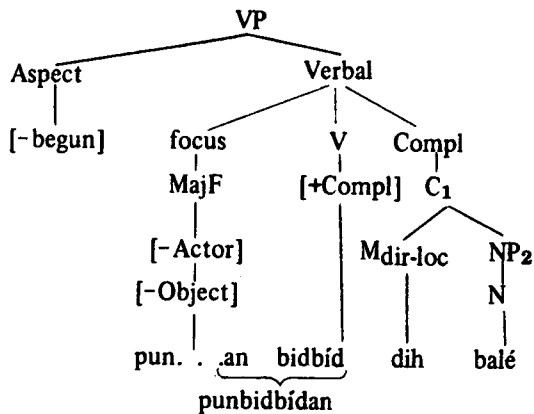 VP
Aspect Verbal
[-begun] focus V Compl
MajF [+Compl] C₁
[-Actor] Mdir-loc NP₂
[-Object] N
pun. . .an bidbíd dih balé
punbidbídan